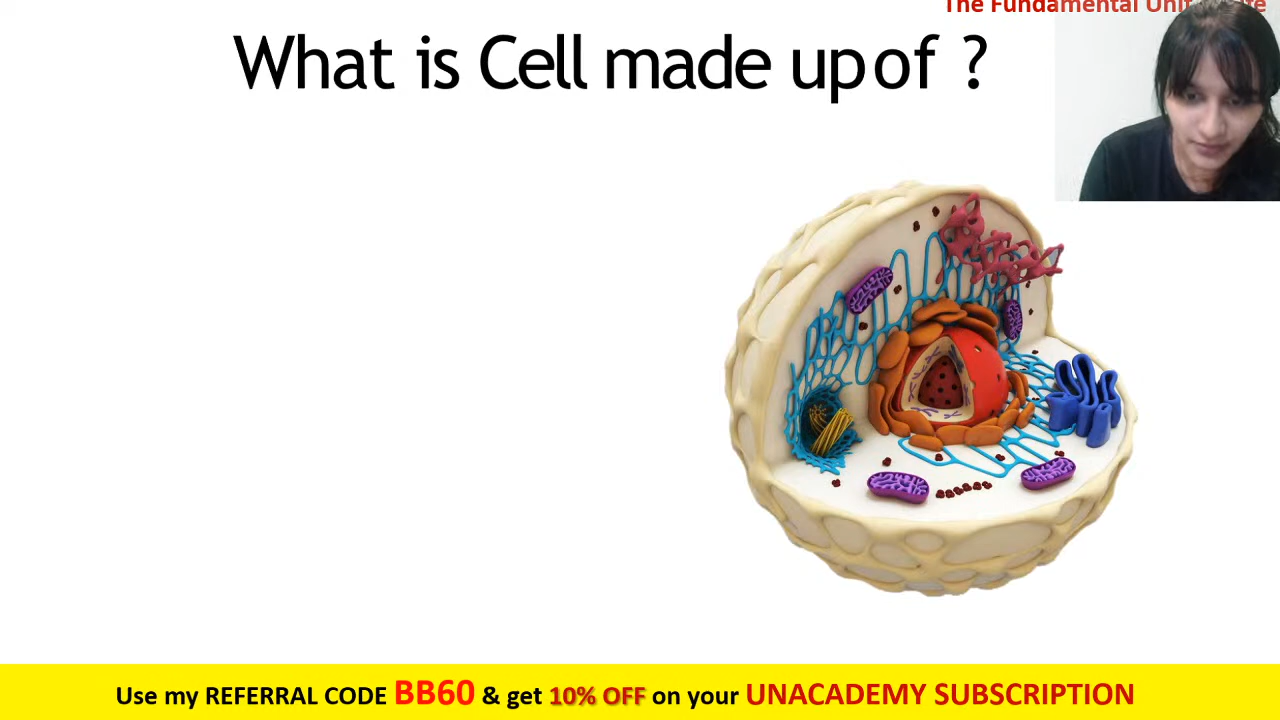 The Fundamental Unit
What is Cell made up of ?
Use my REFERRAL CODE BB60 & get 10% OFF on your UNACADEMY SUBSCRIPTION